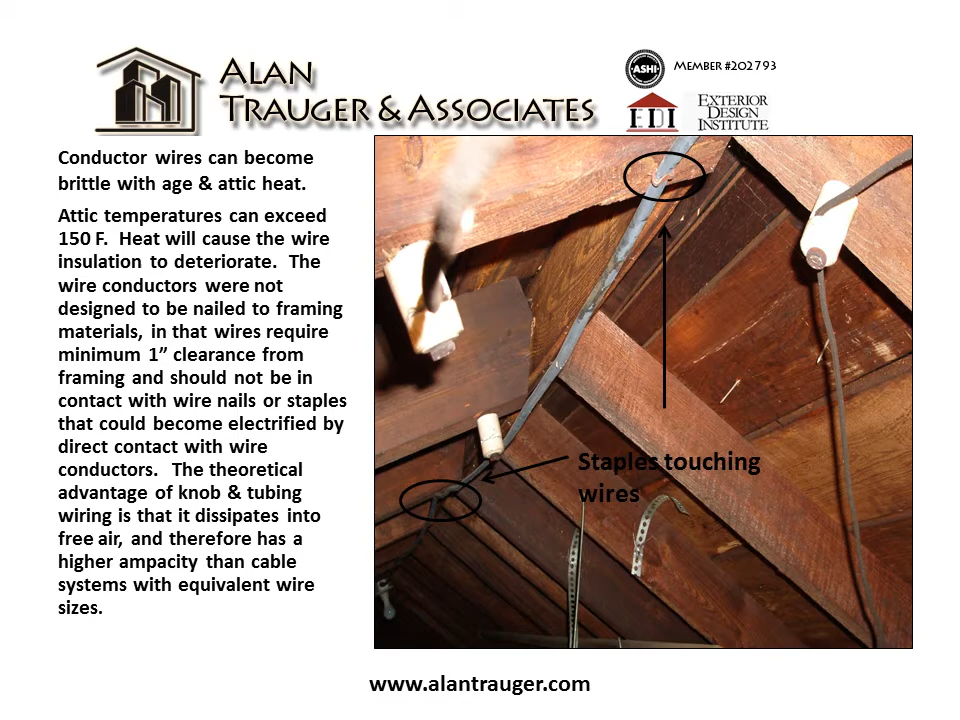 ALAN
TRAUGER & ASSOCIATES
ASHI
MEMBER #202793
EDI
EXTERIOR
DESIGN
INSTITUTE
Conductor wires can become
brittle with age & attic heat.
Attic temperatures can exceed
150 F. Heat will cause the wire
insulation to deteriorate. The
wire conductors were not
designed to be nailed to framing
materials, in that wires require
minimum 1” clearance from
framing and should not be in
contact with wire nails or staples
that could become electrified by
direct contact with wire
conductors. The theoretical
advantage of knob & tubing
wiring is that it dissipates into
free air, and therefore has a
higher ampacity than cable
systems with equivalent wire
sizes.
Staples touching
wires
www.alantrauger.com